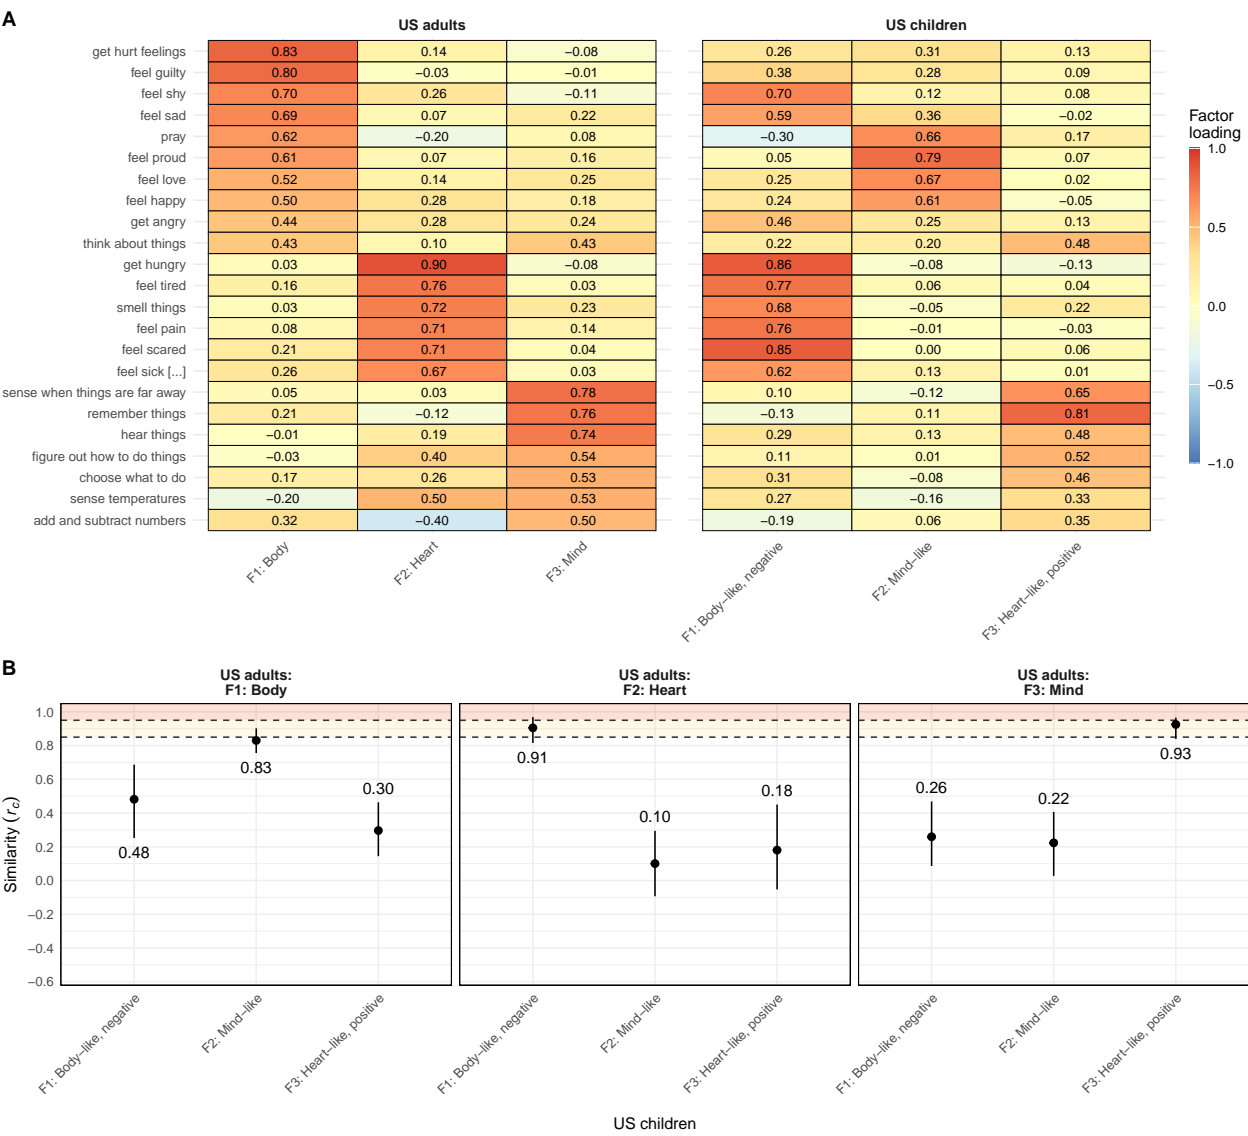 A
US adults
US children
get hurt feelings 0.83 0.14 −0.08 0.26 0.31 0.13
feel guilty 0.80 −0.03 −0.01 0.38 0.28 0.09
feel shy 0.70 0.26 −0.11 0.70 0.12 0.08
feel sad 0.69 0.07 0.22 0.59 0.36 −0.02
pray 0.62 −0.20 0.08 −0.30 0.66 0.17
feel proud 0.61 0.07 0.16 0.05 0.79 0.07
feel love 0.52 0.14 0.25 0.25 0.67 0.02
feel happy 0.50 0.28 0.18 0.24 0.61 −0.05
get angry 0.44 0.28 0.24 0.46 0.25 0.13
think about things 0.43 0.10 0.43 0.22 0.20 0.48
get hungry 0.03 0.90 −0.08 0.86 −0.08 −0.13
feel tired 0.16 0.76 0.03 0.77 0.06 0.04
smell things 0.03 0.72 0.23 0.68 −0.05 0.22
feel pain 0.08 0.71 0.14 0.76 −0.01 −0.03
feel scared 0.21 0.71 0.04 0.85 0.00 0.06
feel sick [...] 0.26 0.67 0.03 0.62 0.13 0.01
sense when things are far away 0.05 0.03 0.78 0.10 −0.12 0.65
remember things 0.21 −0.12 0.76 −0.13 0.11 0.81
hear things −0.01 0.19 0.74 0.29 0.13 0.48
figure out how to do things −0.03 0.40 0.54 0.11 0.01 0.52
choose what to do 0.17 0.26 0.53 0.31 −0.08 0.46
sense temperatures −0.20 0.50 0.53 0.27 −0.16 0.33
add and subtract numbers 0.32 −0.40 0.50 −0.19 0.06 0.35
F1: Body
F2: Heart
F3: Mind
F1: Body−like, negative
F2: Mind−like
F3: Heart−like, positive
Factor
loading
1.0
0.5
0.0
−0.5
−1.0
B
US adults:
F1: Body
US adults:
F2: Heart
US adults:
F3: Mind
Similarity (rc)
1.0
0.8
0.6
0.4
0.2
0.0
−0.2
−0.4
−0.6
0.48
0.83
0.30
0.91
0.10
0.18
0.26
0.22
0.93
F1: Body−like, negative
F2: Mind−like
F3: Heart−like, positive
F1: Body−like, negative
F2: Mind−like
F3: Heart−like, positive
F1: Body−like, negative
F2: Mind−like
F3: Heart−like, positive
US children